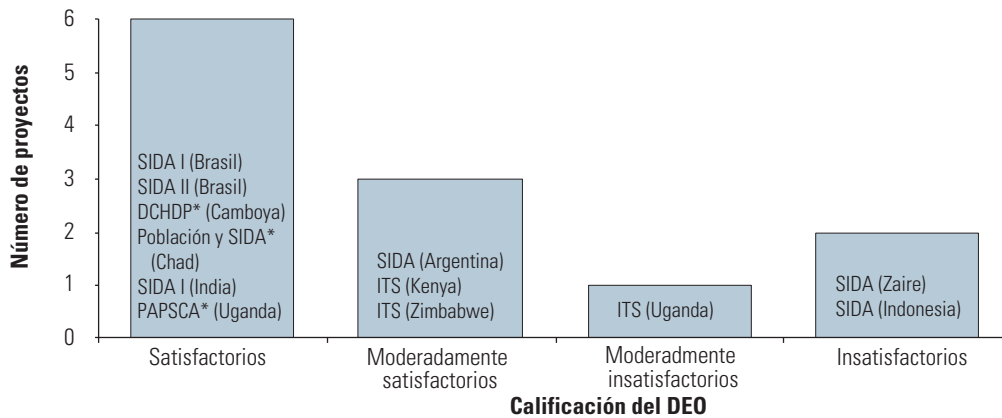 Número de proyectos
6
5
4
3
2
1
0
SIDA I (Brasil)
SIDA II (Brasil)
DCHDP* (Camboya)
Población y SIDA*
(Chad)
SIDA I (India)
PAPSCA* (Uganda)
SIDA (Argentina)
ITS (Kenya)
ITS (Zimbabwe)
ITS (Uganda)
SIDA (Zaire)
SIDA (Indonesia)
Satisfactorios
Moderadamente
satisfactorios
Moderadmente
insatisfactorios
Insatisfactorios
Calificación del DEO